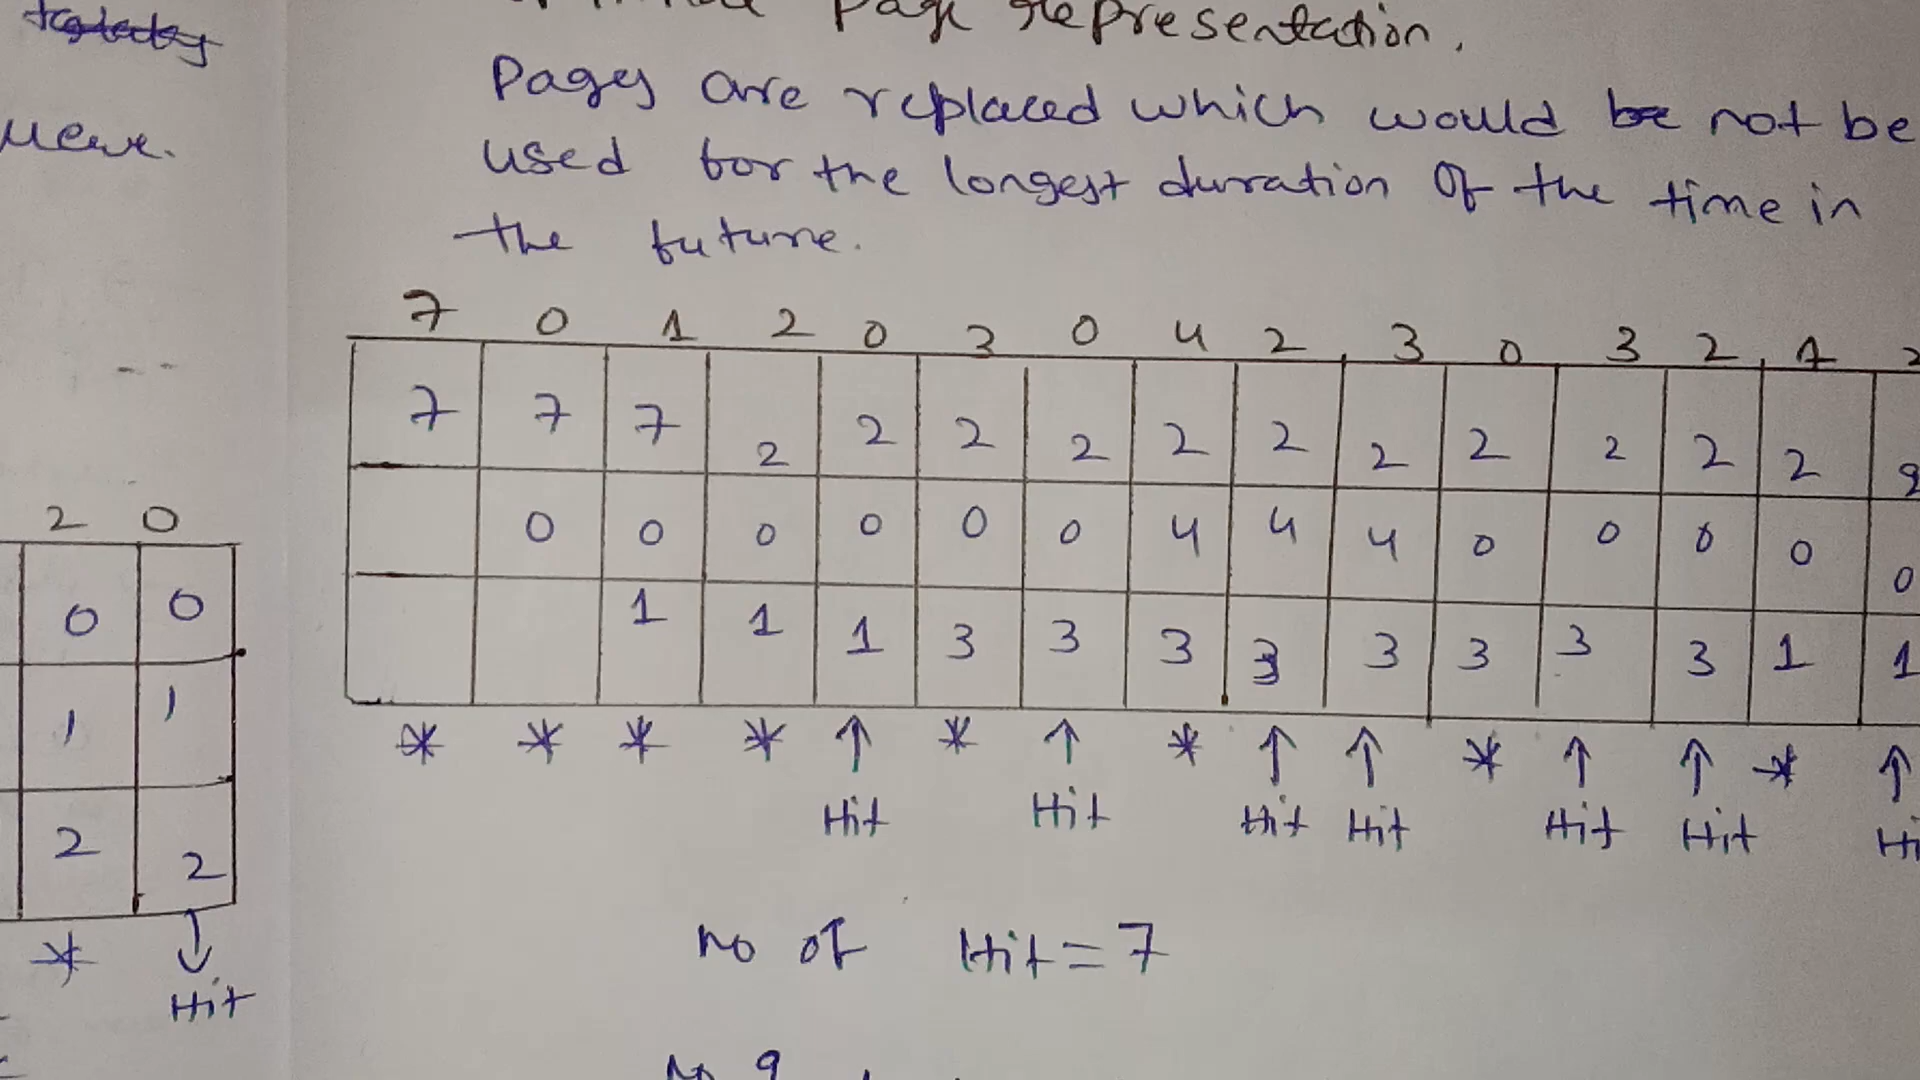 Page representation.
Pages are replaced which would be not be
used for the longest duration of the time in
the future.
7 0 1 2 0 3 0 4 2 3 0 3 2 1 2
7 7 7 2 2 2 2 2 2 2 2 2 2 2 2
0 0 0 0 0 0 4 4 4 0 0 0 0 0
1 1 1 3 3 3 3 3 3 3 3 1 1
* * * * ↑ * ↑ * ↑ ↑ * ↑ ↑ * ↑
Hit Hit Hit Hit Hit Hit Hi
no of Hit = 7
2 0
0 0
1 1
2 2
* ↓
Hit